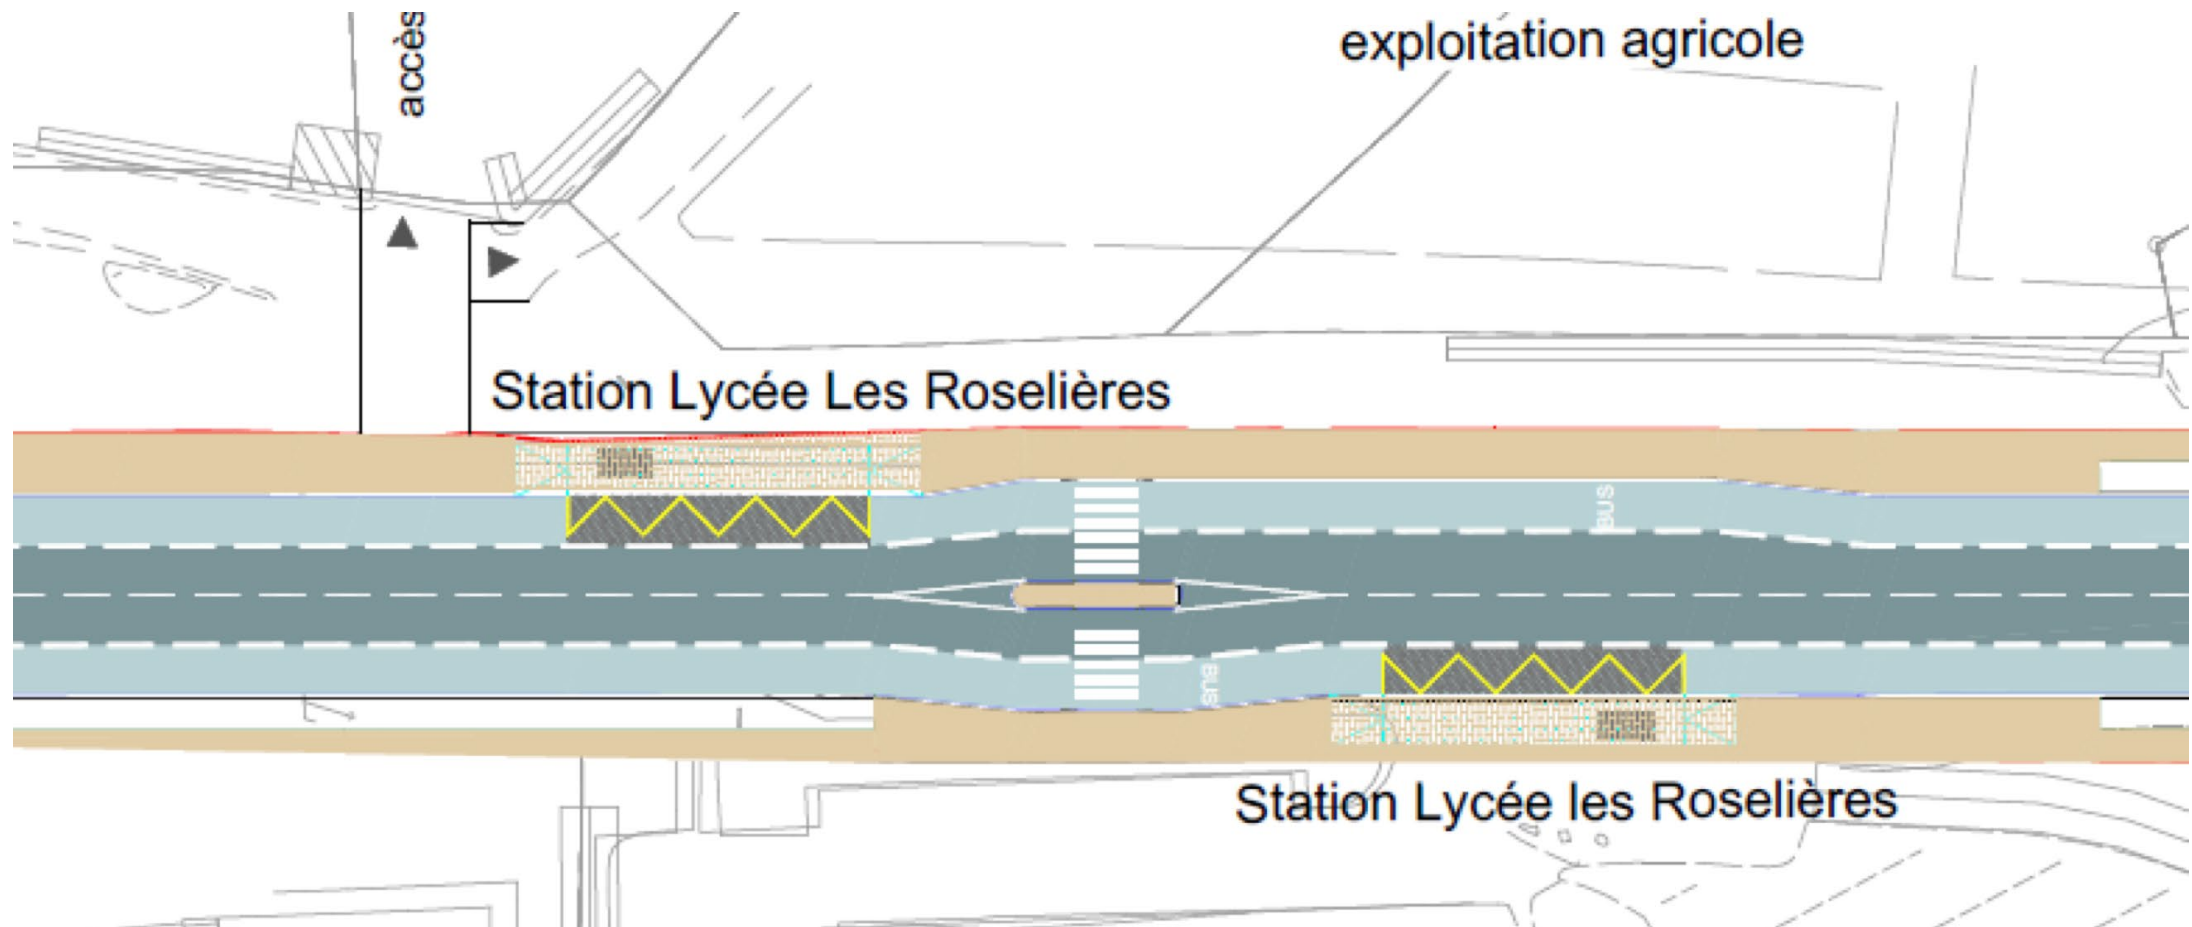 accès
exploitation agricole
Station Lycée Les Roselières
BUS
BUS
Station Lycée les Roselières